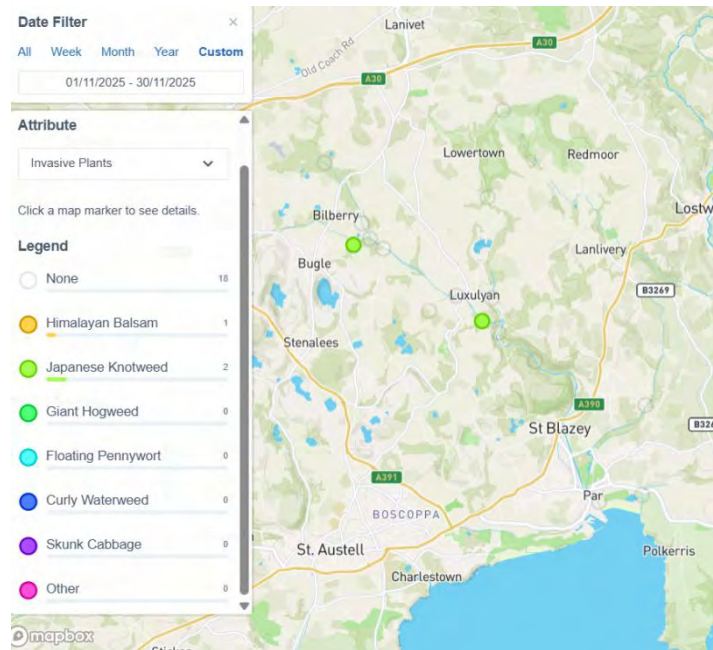 Date Filter ×
All Week Month Year Custom
01/11/2025 - 30/11/2025
Attribute
Invasive Plants
Click a map marker to see details.
Legend
None 18
Himalayan Balsam 1
Japanese Knotweed 2
Giant Hogweed 0
Floating Pennywort 0
Curly Waterweed 0
Skunk Cabbage 0
Other 0
mapbox
Lanivet
A30
Old Coach Rd
A30
Lowertown
Redmoor
Bilberry
Lostw
Lanlivery
Bugle
B3269
Luxulyan
Stenalees
A390
St Blazey
B326
A391
Par
BOSCOPPA
St. Austell
Polkerris
Charlestown